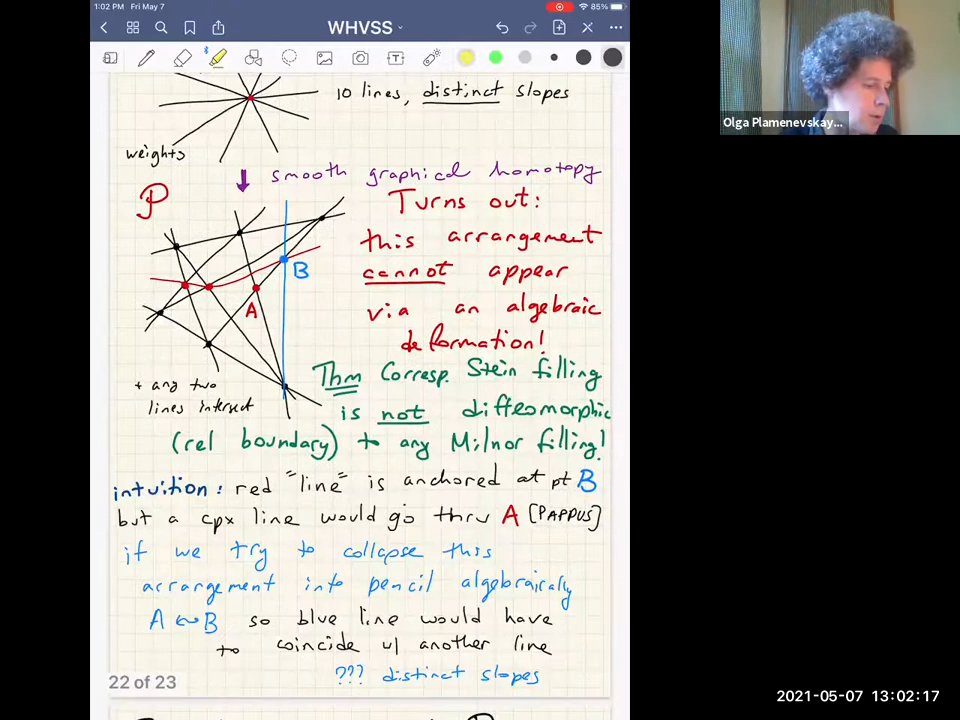 1:02 PM Fri May 7
85%
WHVSS
10 lines, distinct slopes
weights
smooth graphical homotopy
P
Turns out:
this arrangement
cannot appear
via an algebraic
deformation!
B
A
+ any two
lines intersect
Thm Corresp. Stein filling
is not diffeomorphic
(rel boundary) to any Milnor filling!
intuition: red "line" is anchored at pt B
but a cpx line would go thru A [PAPPUS]
if we try to collapse this
arrangement into pencil algebraically
A ↔ B so blue line would have
to coincide w/ another line
??? distinct slopes
22 of 23
Olga Plamenevskay...
2021-05-07 13:02:17